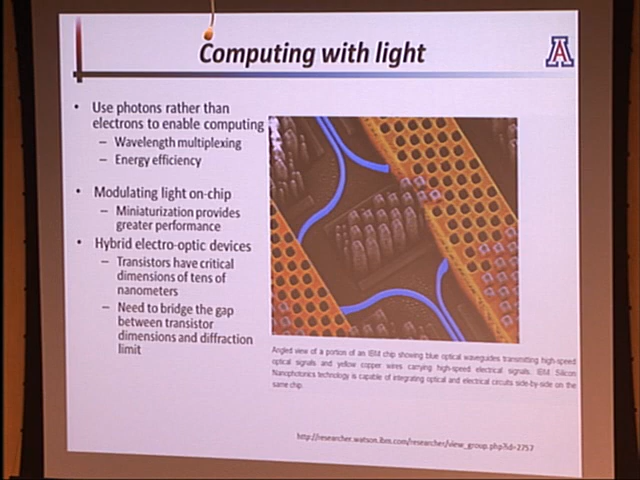 Computing with light
A
• Use photons rather than
electrons to enable computing
– Wavelength multiplexing
– Energy efficiency
• Modulating light on-chip
– Miniaturization provides
greater performance
• Hybrid electro-optic devices
– Transistors have critical
dimensions of tens of
nanometers
– Need to bridge the gap
between transistor
dimensions and diffraction
limit
Angled view of a portion of an IBM chip showing blue optical waveguides transmitting high-speed
optical signals and yellow copper wires carrying high-speed electrical signals. IBM Silicon
Nanophotonics technology is capable of integrating optical and electrical circuits side-by-side on the
same chip.
http://researcher.watson.ibm.com/researcher/view_group.php?id=2757